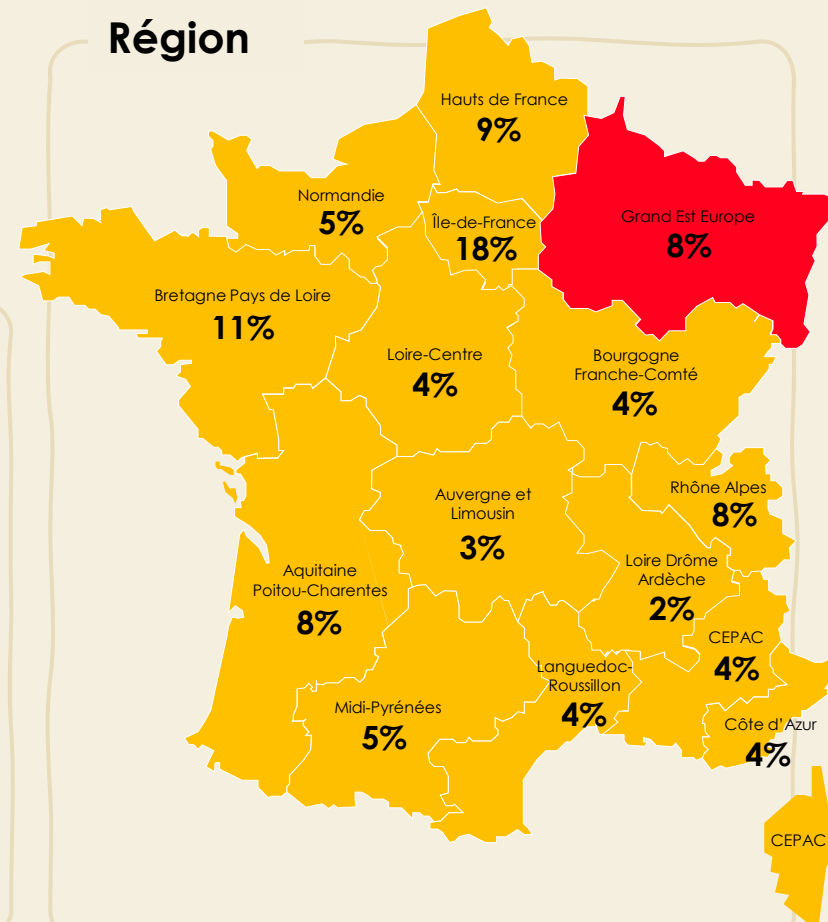 Région
Hauts de France
9%
Normandie
5%
Île-de-France
18%
Grand Est Europe
8%
Bretagne Pays de Loire
11%
Loire-Centre
4%
Bourgogne
Franche-Comté
4%
Rhône Alpes
8%
Auvergne et
Limousin
3%
Loire Drôme
Ardèche
2%
Aquitaine
Poitou-Charentes
8%
CEPAC
4%
Languedoc-
Roussillon
4%
Midi-Pyrénées
5%
Côte d'Azur
4%
CEPAC